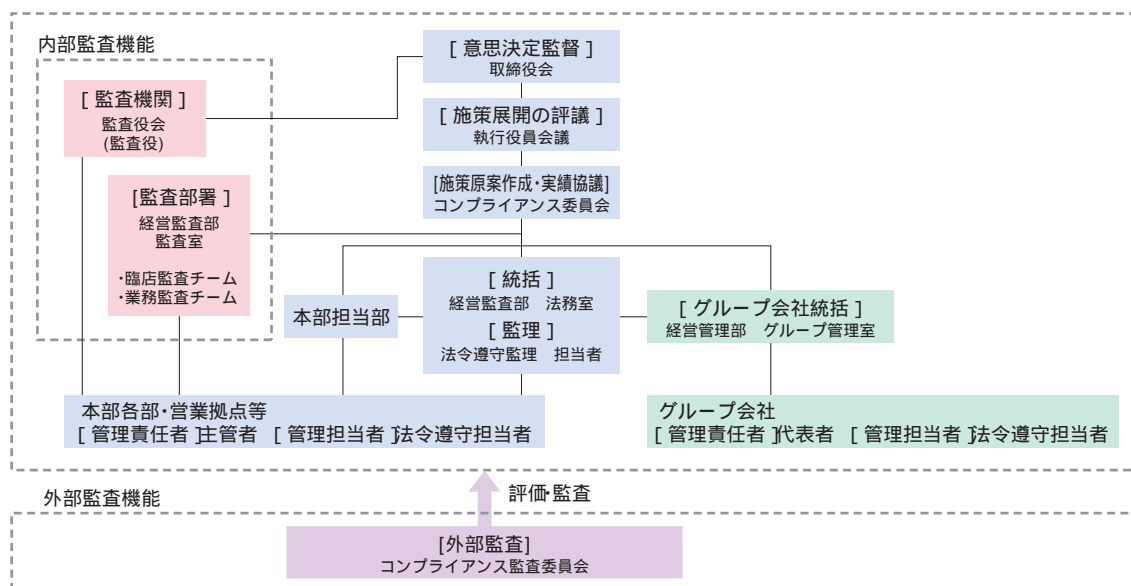 内部監査機能
[ 監査機関 ]
監査役会
(監査役)
[監査部署 ]
経営監査部
監査室
・臨店監査チーム
・業務監査チーム
[ 意思決定監督 ]
取締役会
[ 施策展開の評議 ]
執行役員会議
[施策原案作成・実績協議]
コンプライアンス委員会
本部担当部
[ 統括 ]
経営監査部 法務室
[ 監理 ]
法令遵守監理 担当者
[ グループ会社統括 ]
経営管理部 グループ管理室
本部各部・営業拠点等
[ 管理責任者 ]主管者 [ 管理担当者 ]法令遵守担当者
グループ会社
[ 管理責任者 ]代表者 [ 管理担当者 ]法令遵守担当者
評価・監査
外部監査機能
[外部監査]
コンプライアンス監査委員会